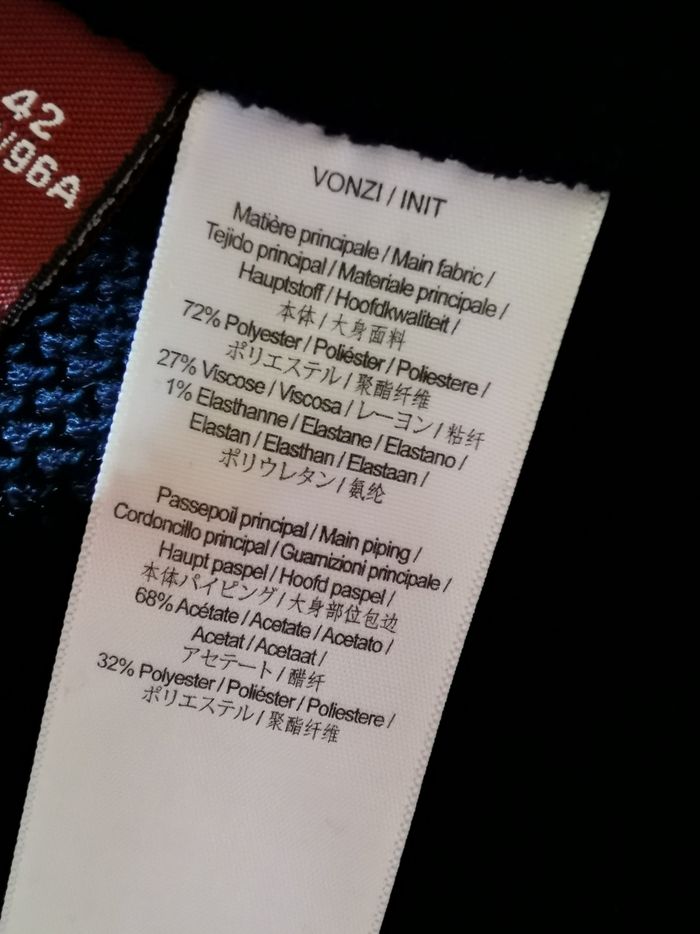 42
/96A
VONZI / INIT
Matière principale / Main fabric /
Tejido principal / Materiale principale /
Hauptstoff / Hoofdkwaliteit /
本体 / 大身面料
72% Polyester / Poliéster / Poliestere /
ポリエステル / 聚酯纤维
27% Viscose / Viscosa / レーヨン / 粘纤
1% Elasthanne / Elastane / Elastano /
Elastan / Elasthan / Elastaan /
ポリウレタン / 氨纶
Passepoil principal / Main piping /
Cordoncillo principal / Guarnizioni principale /
Haupt paspel / Hoofd paspel /
本体パイピング / 大身部位包边
68% Acétate / Acetate / Acetato /
Acetat / Acetaat /
アセテート / 醋纤
32% Polyester / Poliéster / Poliestere /
ポリエステル / 聚酯纤维